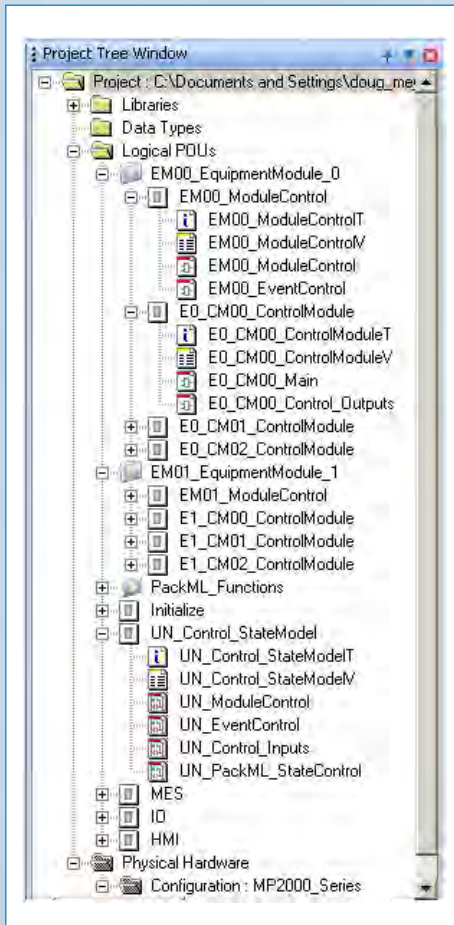 Project Tree Window
Project : C:\Documents and Settings\doug_me
Libraries
Data Types
Logical POUs
EM00_EquipmentModule_0
EM00_ModuleControl
EM00_ModuleControlT
EM00_ModuleControlV
EM00_ModuleControl
EM00_EventControl
E0_CM00_ControlModule
E0_CM00_ControlModuleT
E0_CM00_ControlModuleV
E0_CM00_Main
E0_CM00_Control_Outputs
E0_CM01_ControlModule
E0_CM02_ControlModule
EM01_EquipmentModule_1
EM01_ModuleControl
E1_CM00_ControlModule
E1_CM01_ControlModule
E1_CM02_ControlModule
PackML_Functions
Initialize
UN_Control_StateModel
UN_Control_StateModelT
UN_Control_StateModelV
UN_ModuleControl
UN_EventControl
UN_Control_Inputs
UN_PackML_StateControl
MES
IO
HMI
Physical Hardware
Configuration : MP2000_Series